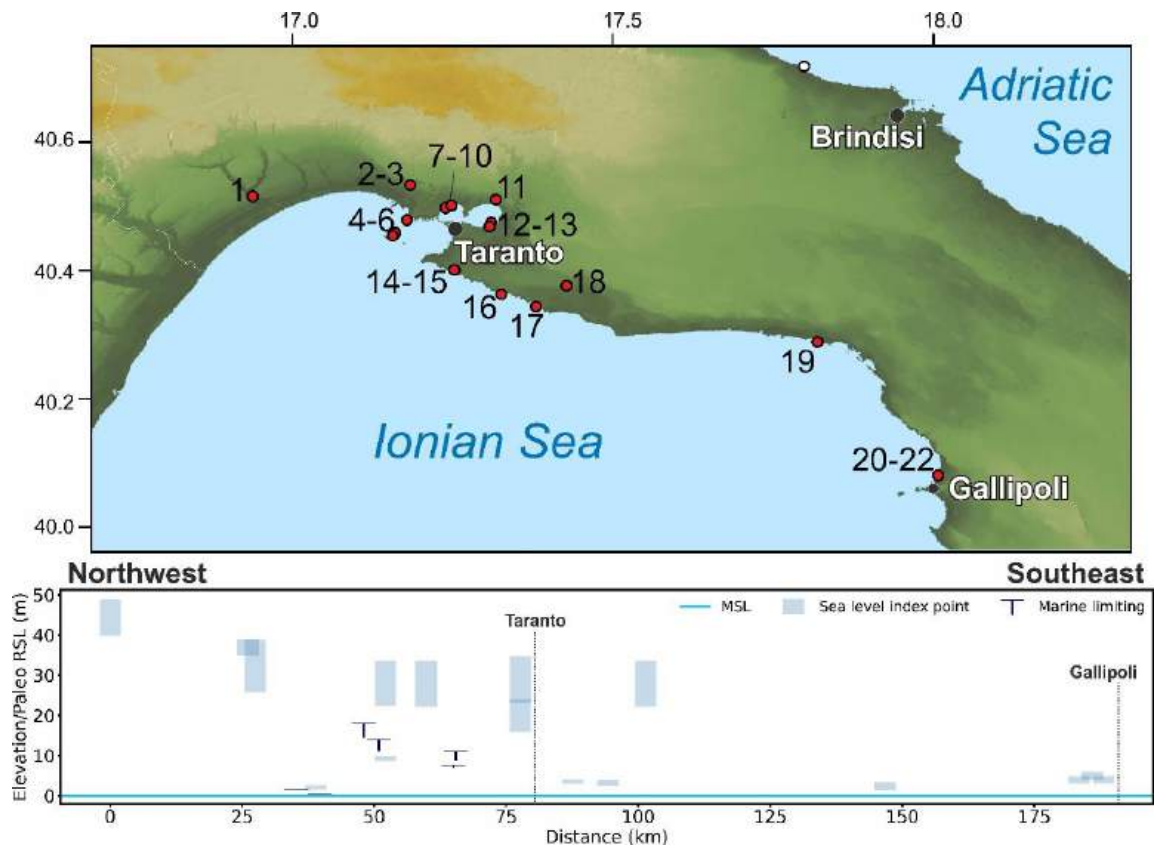 17.0 17.5 18.0
Adriatic
Sea
Brindisi
40.6
7-10
2-3
11
1
4-6
12-13
Taranto
40.4
14-15
18
16
17
19
40.2
Ionian Sea
20-22
Gallipoli
40.0
Northwest Southeast
50
MSL Sea level index point Marine limiting
Taranto
40
Gallipoli
30
20
10
0
Elevation/Paleo RSL (m)
0 25 50 75 100 125 150 175
Distance (km)